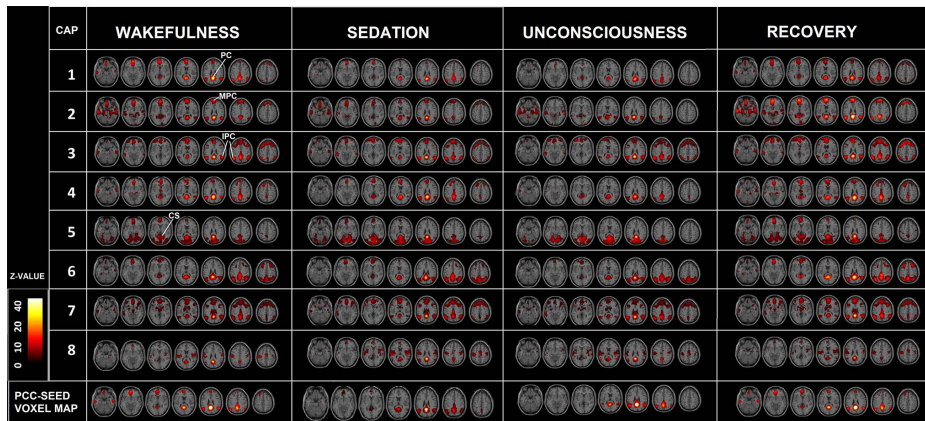 CAP WAKEFULNESS SEDATION UNCONSCIOUSNESS RECOVERY
PC
1
MPC
2
IPC
3
4
CS
5
Z-VALUE
6
40
20
0
7
8
PCC-SEED
VOXEL MAP